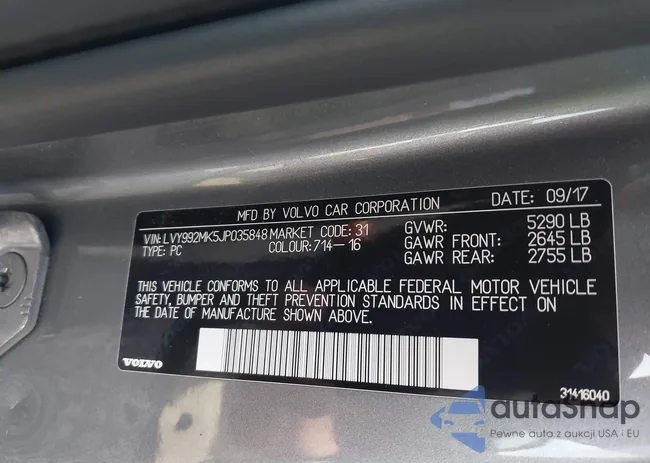 MFD BY VOLVO CAR CORPORATION DATE: 09/17
VIN: LVY992MK5JP035848 MARKET CODE: 31 GVWR: 5290 LB
TYPE: PC COLOUR: 714-16 GAWR FRONT: 2645 LB
GAWR REAR: 2755 LB
THIS VEHICLE CONFORMS TO ALL APPLICABLE FEDERAL MOTOR VEHICLE
SAFETY, BUMPER AND THEFT PREVENTION STANDARDS IN EFFECT ON
THE DATE OF MANUFACTURE SHOWN ABOVE.
VOLVO
31416040
autasnap
Pewne auta z aukcji USA i EU